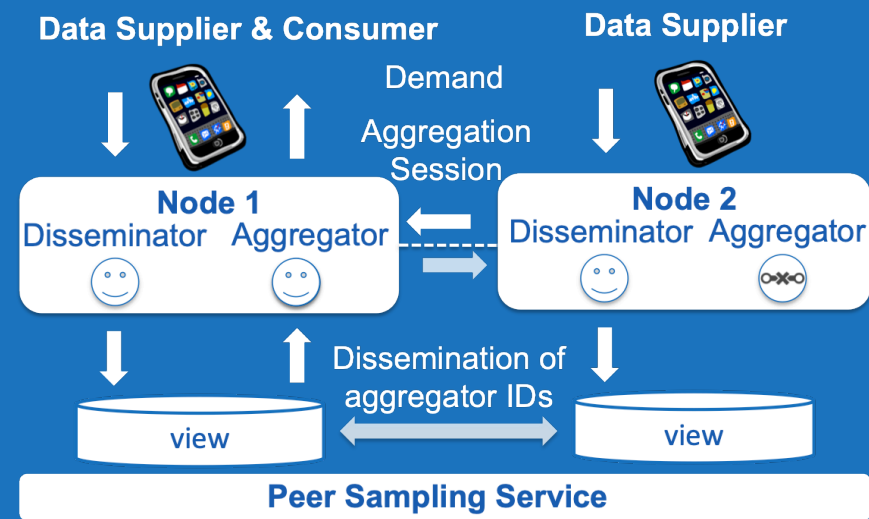 Data Supplier & Consumer
Data Supplier
Demand
Aggregation
Session
Node 1
Disseminator Aggregator
Node 2
Disseminator Aggregator
Dissemination of
aggregator IDs
view
view
Peer Sampling Service